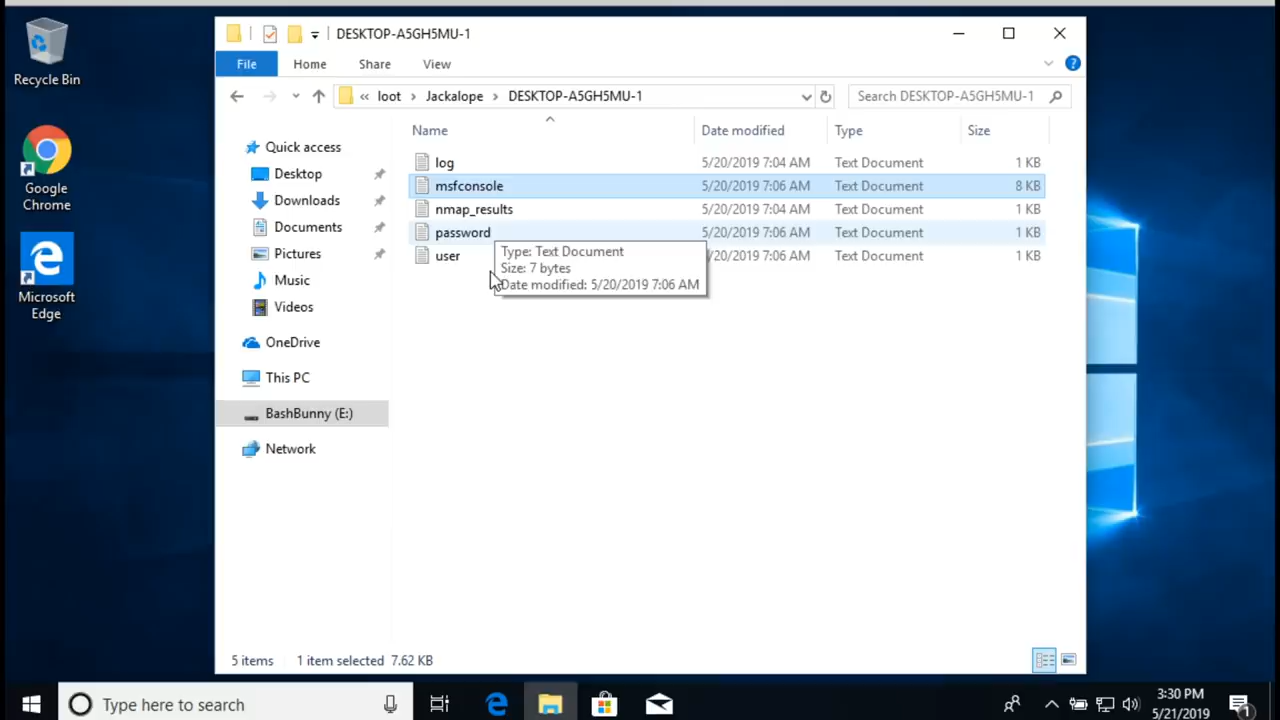 DESKTOP-A5GH5MU-1
Recycle Bin
File Home Share View
« loot > Jackalope > DESKTOP-A5GH5MU-1
Search DESKTOP-A5GH5MU-1
Name Date modified Type Size
Quick access
Desktop
Downloads
Documents
Pictures
Music
Videos
OneDrive
This PC
BashBunny (E:)
Network
log 5/20/2019 7:04 AM Text Document 1 KB
msfconsole 5/20/2019 7:06 AM Text Document 8 KB
nmap_results 5/20/2019 7:04 AM Text Document 1 KB
password 5/20/2019 7:06 AM Text Document 1 KB
user 5/20/2019 7:06 AM Text Document 1 KB
Type: Text Document
Size: 7 bytes
Date modified: 5/20/2019 7:06 AM
Google
Chrome
Microsoft
Edge
5 items 1 item selected 7.62 KB
Type here to search
3:30 PM
5/21/2019
1